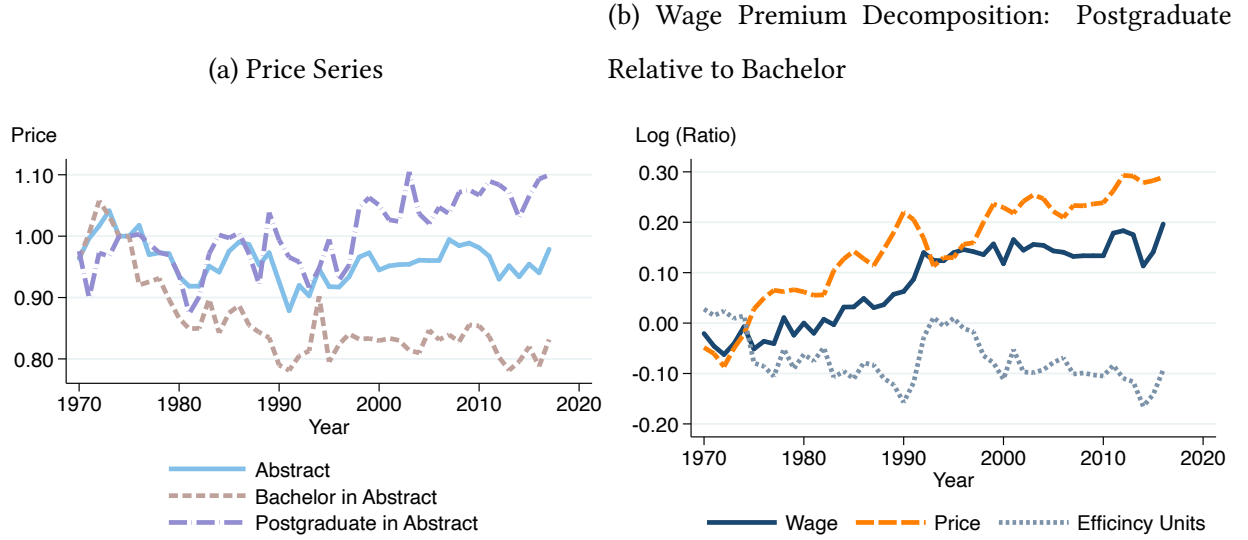 (a) Price Series
Price
1.10
1.00
0.90
0.80
1970 1980 1990 2000 2010 2020
Year
Abstract
Bachelor in Abstract
Postgraduate in Abstract
(b) Wage Premium Decomposition: Postgraduate
Relative to Bachelor
Log (Ratio)
0.30
0.20
0.10
0.00
-0.10
-0.20
1970 1980 1990 2000 2010 2020
Year
Wage Price Efficincy Units